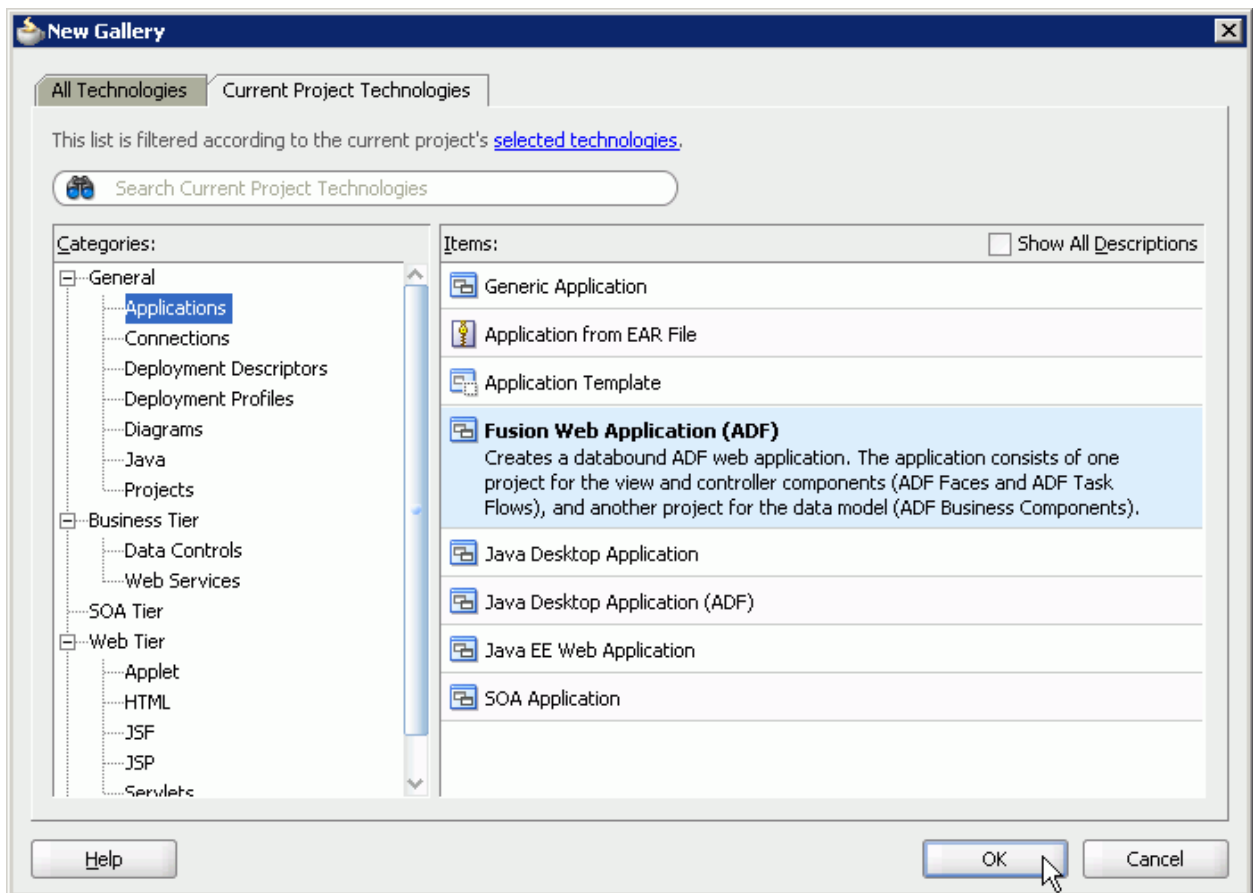 New Gallery
All Technologies
Current Project Technologies
This list is filtered according to the current project's selected technologies.
Search Current Project Technologies
Categories:
General
Applications
Connections
Deployment Descriptors
Deployment Profiles
Diagrams
Java
Projects
Business Tier
Data Controls
Web Services
SOA Tier
Web Tier
Applet
HTML
JSF
JSP
Servlets
Items:
Show All Descriptions
Generic Application
Application from EAR File
Application Template
Fusion Web Application (ADF)
Creates a databound ADF web application. The application consists of one
project for the view and controller components (ADF Faces and ADF Task
Flows), and another project for the data model (ADF Business Components).
Java Desktop Application
Java Desktop Application (ADF)
Java EE Web Application
SOA Application
Help
OK
Cancel